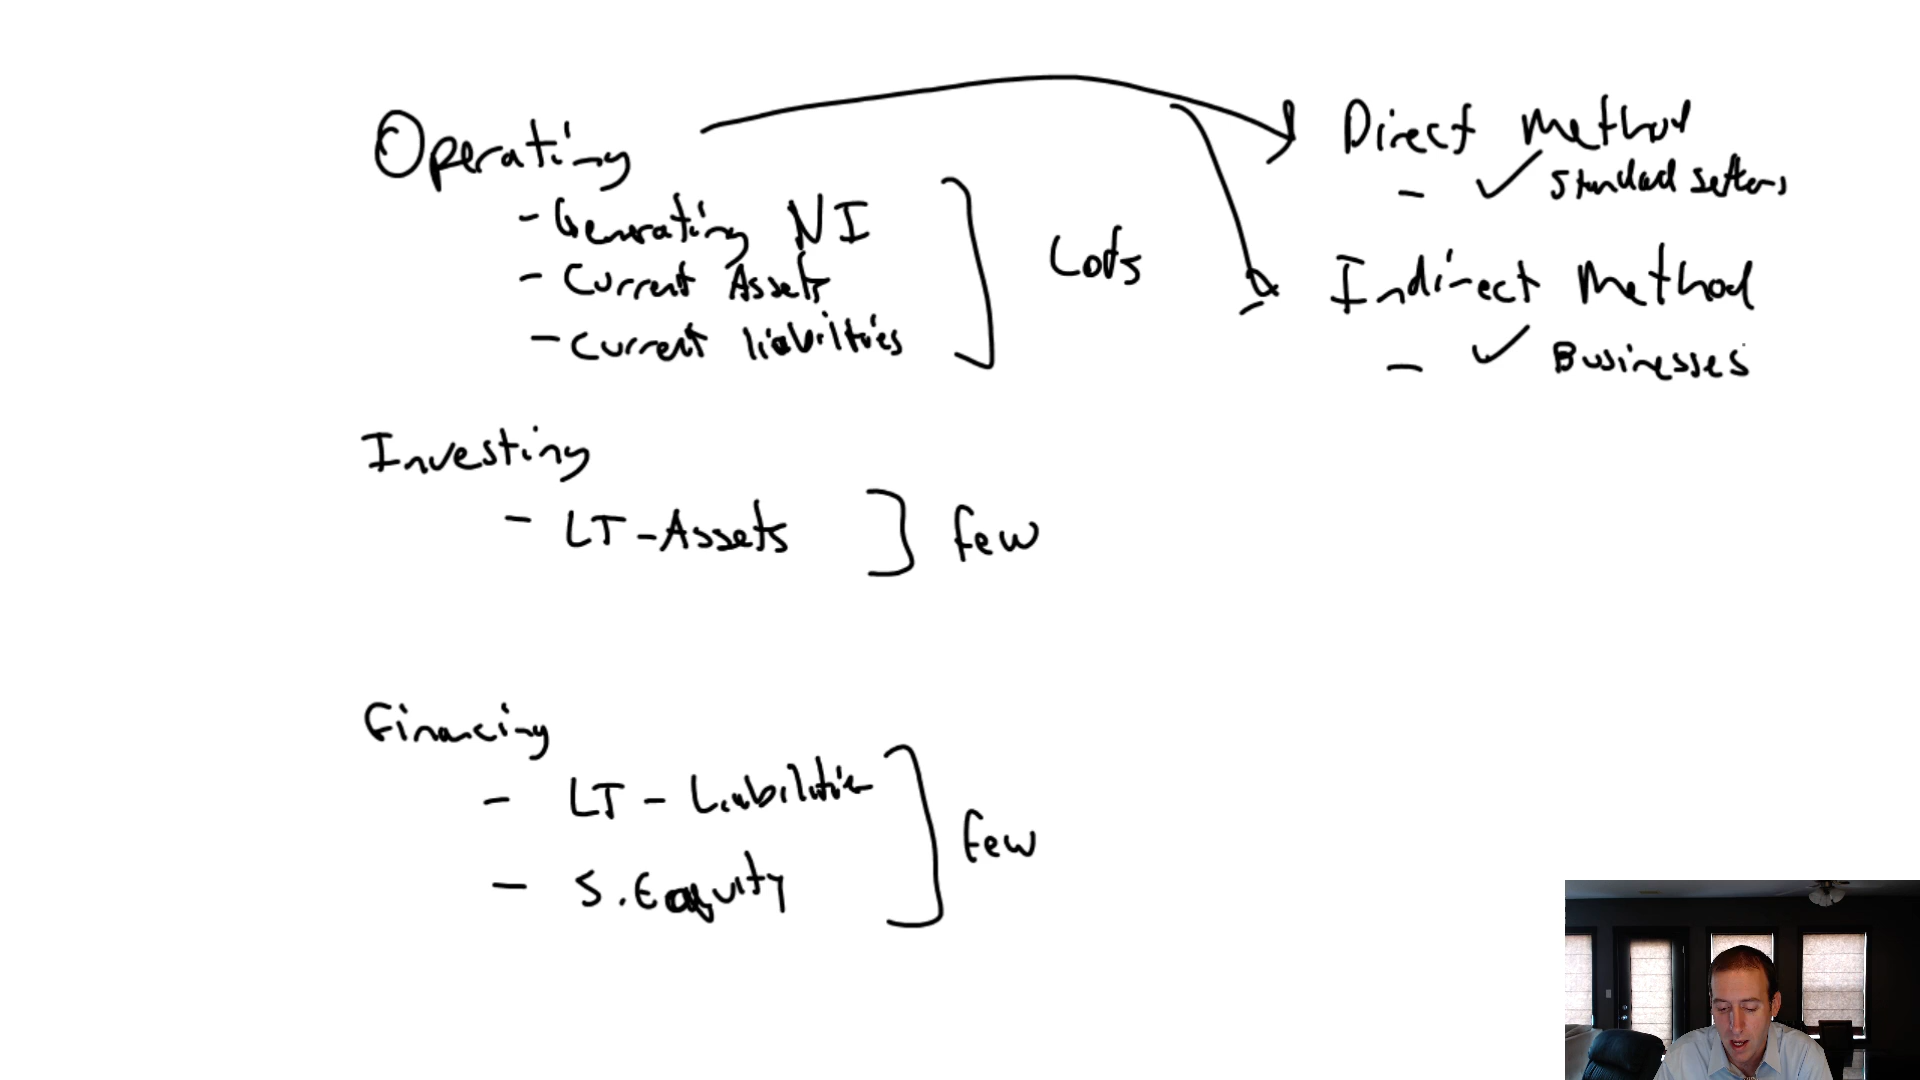 Operating
- Generating NI
- Current Assets
- Current liabilities
Lots
Direct Method
- ✓ Standard setters
Indirect Method
- ✓ Businesses
Investing
- LT - Assets
Few
Financing
- LT - Liabilities
- S. Equity
Few